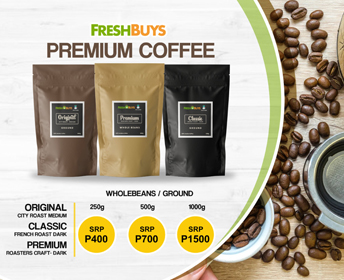 FRESHBUYS
PREMIUM COFFEE
Original
Premium
Classic
WHOLEBEANS / GROUND
250g 500g 1000g
ORIGINAL
CITY ROAST MEDIUM
CLASSIC
FRENCH ROAST DARK
PREMIUM
ROASTERS CRAFT- DARK
SRP
P400
SRP
P700
SRP
P1500